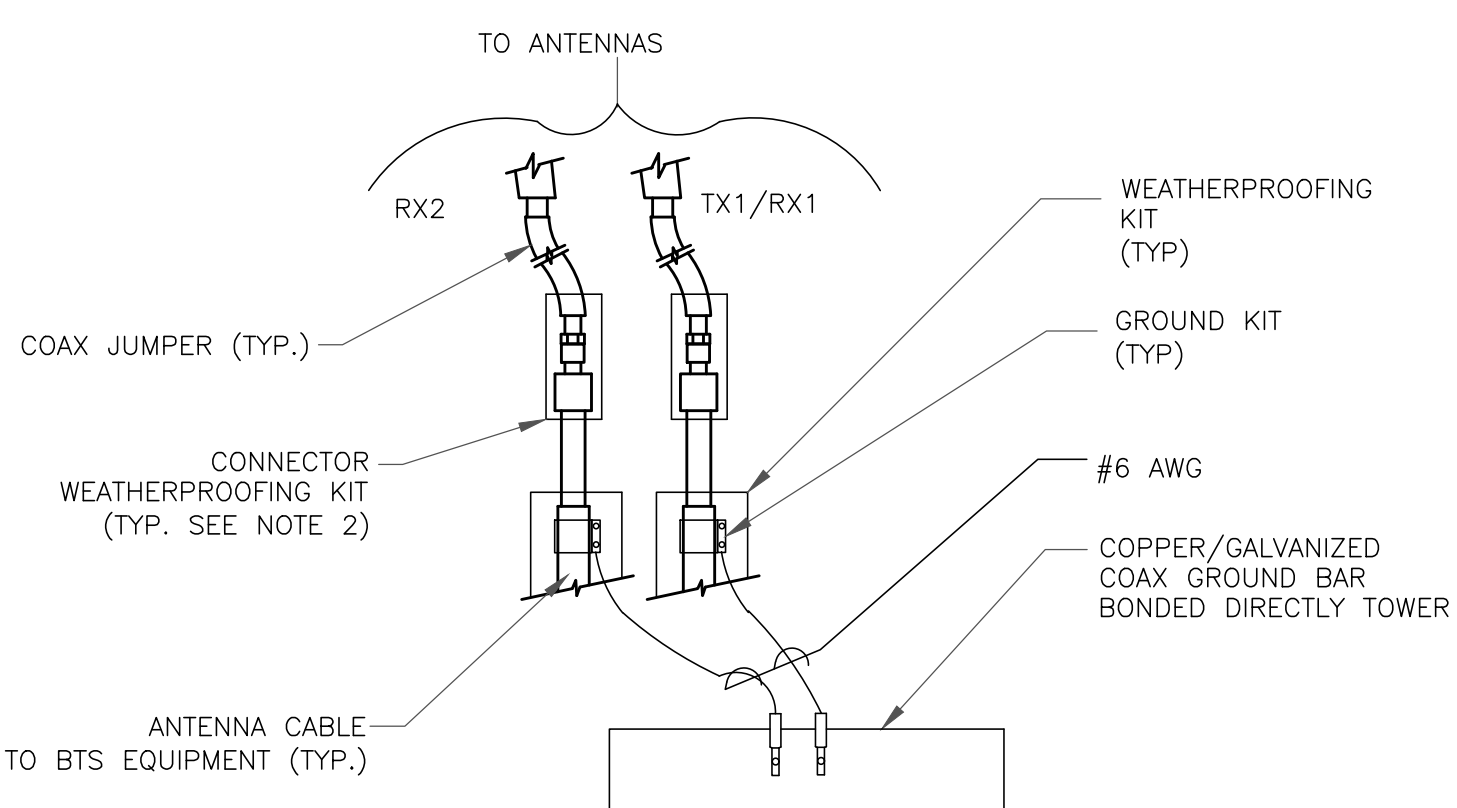 TO ANTENNAS
RX2
TX1/RX1
WEATHERPROOFING
KIT
(TYP)
COAX JUMPER (TYP.)
GROUND KIT
(TYP)
CONNECTOR
WEATHERPROOFING KIT
(TYP. SEE NOTE 2)
#6 AWG
COPPER/GALVANIZED
COAX GROUND BAR
BONDED DIRECTLY TOWER
ANTENNA CABLE
TO BTS EQUIPMENT (TYP.)